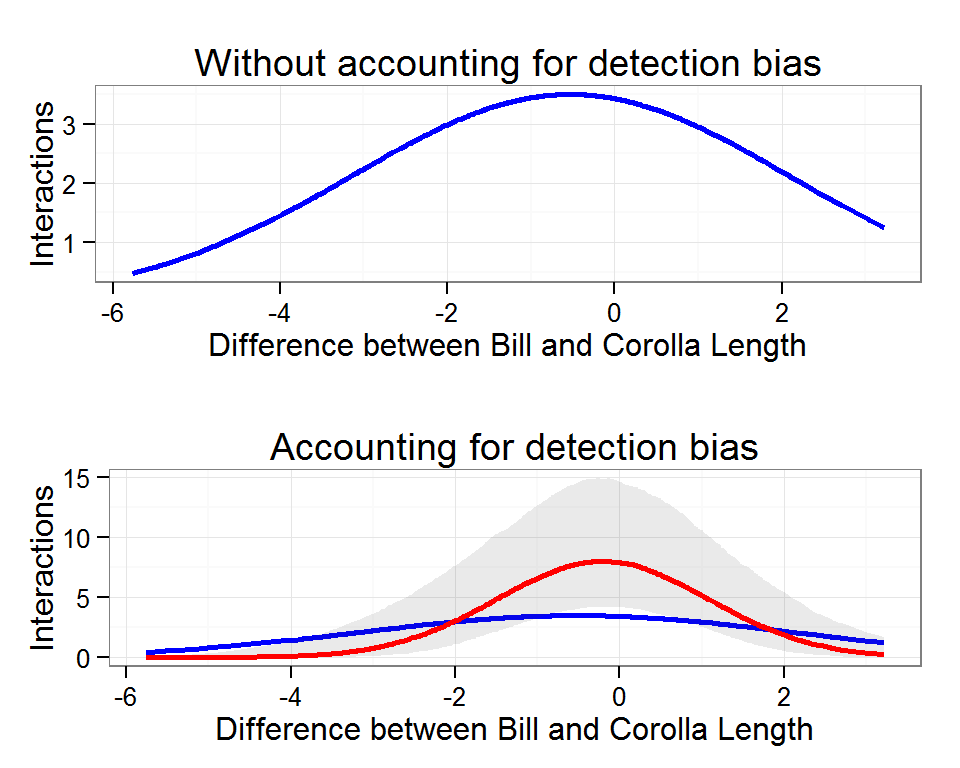 Without accounting for detection bias
Interactions
3
2
1
-6 -4 -2 0 2
Difference between Bill and Corolla Length
Accounting for detection bias
Interactions
15
10
5
0
-6 -4 -2 0 2
Difference between Bill and Corolla Length